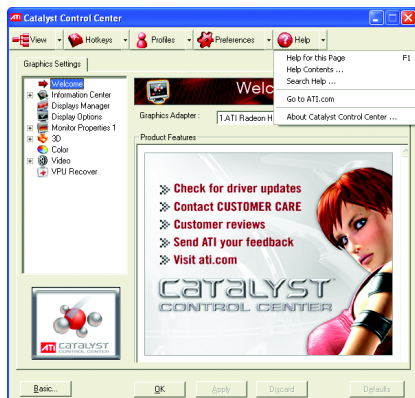 ATI Catalyst Control Center
View Hotkeys Profiles Preferences Help
Help for this Page F1
Help Contents ...
Search Help ...
Go to ATI.com
About Catalyst Control Center ...
Graphics Settings
Welcome
Information Center
Displays Manager
Display Options
Monitor Properties 1
3D
Color
Video
VPU Recover
Welc
Graphics Adapter :
1.ATI Radeon H
Product Features
Check for driver updates
Contact CUSTOMER CARE
Customer reviews
Send ATI your feedback
Visit ati.com
CATALYST
CONTROL CENTER
ATI CATALYST
CONTROL CENTER
Basic...
OK
Apply
Discard
Defaults